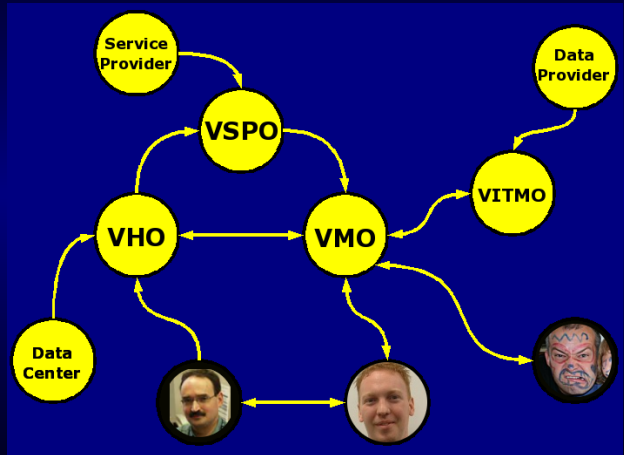 Service
Provider
Data
Provider
VSPO
VITMO
VHO
VMO
Data
Center